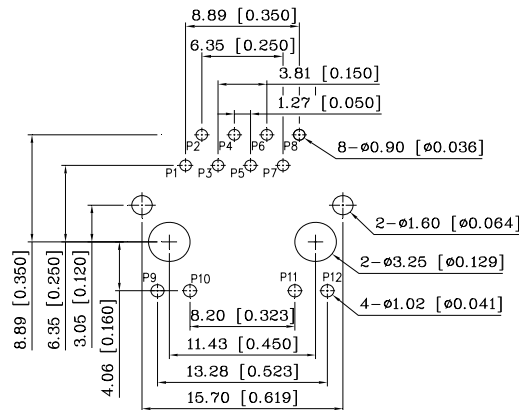 8.89 [0.350]
6.35 [0.250]
3.81 [0.150]
1.27 [0.050]
P2 P4 P6 P8
8-ø0.90 [ø0.036]
P1 P3 P5 P7
2-ø1.60 [ø0.064]
2-ø3.25 [ø0.129]
P9 P10 P11 P12
4-ø1.02 [ø0.041]
8.89 [0.350]
6.35 [0.250]
3.05 [0.120]
4.06 [0.160]
8.20 [0.323]
11.43 [0.450]
13.28 [0.523]
15.70 [0.619]